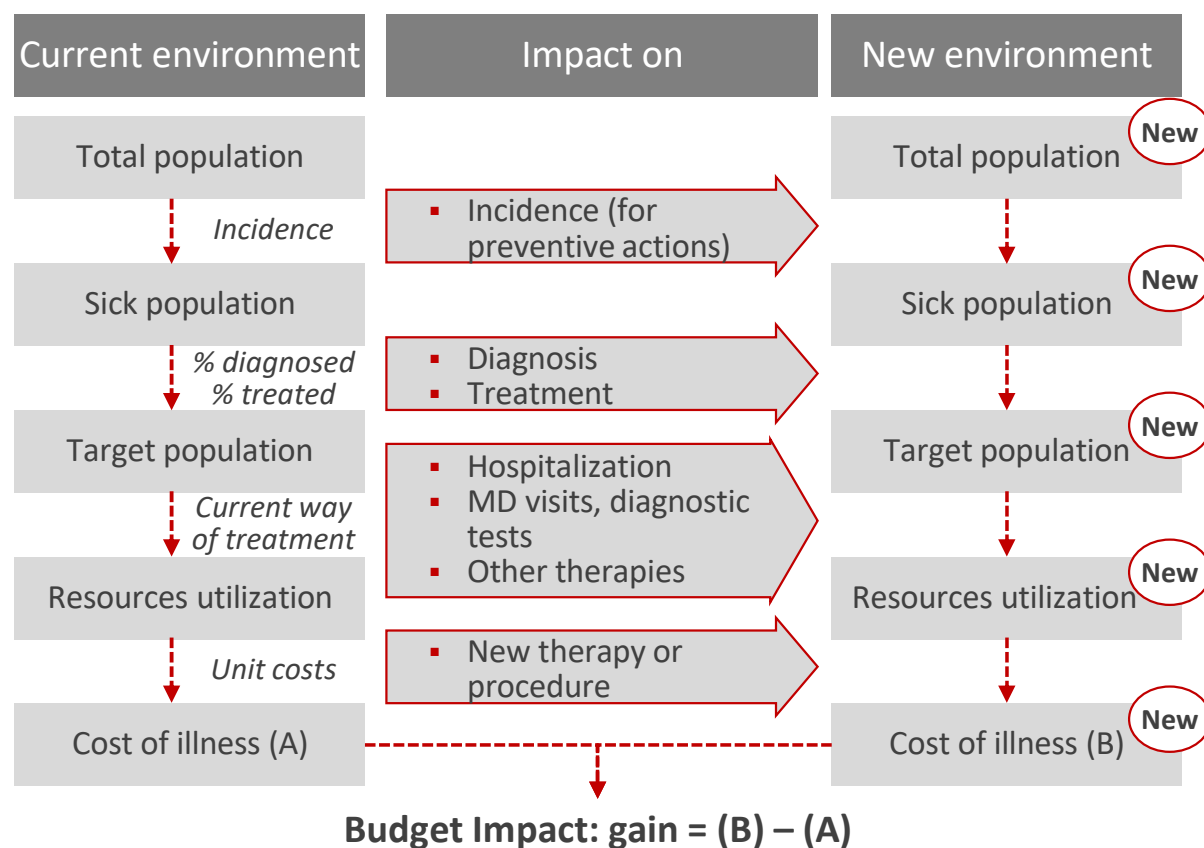 Current environment
Impact on
New environment
Total population
New
Total population
Incidence
▪ Incidence (for
preventive actions)
Sick population
New
Sick population
% diagnosed
% treated
▪ Diagnosis
▪ Treatment
Target population
New
Target population
Current way
of treatment
▪ Hospitalization
▪ MD visits, diagnostic
tests
▪ Other therapies
Resources utilization
New
Resources utilization
Unit costs
▪ New therapy or
procedure
Cost of illness (A)
New
Cost of illness (B)
Budget Impact: gain = (B) – (A)